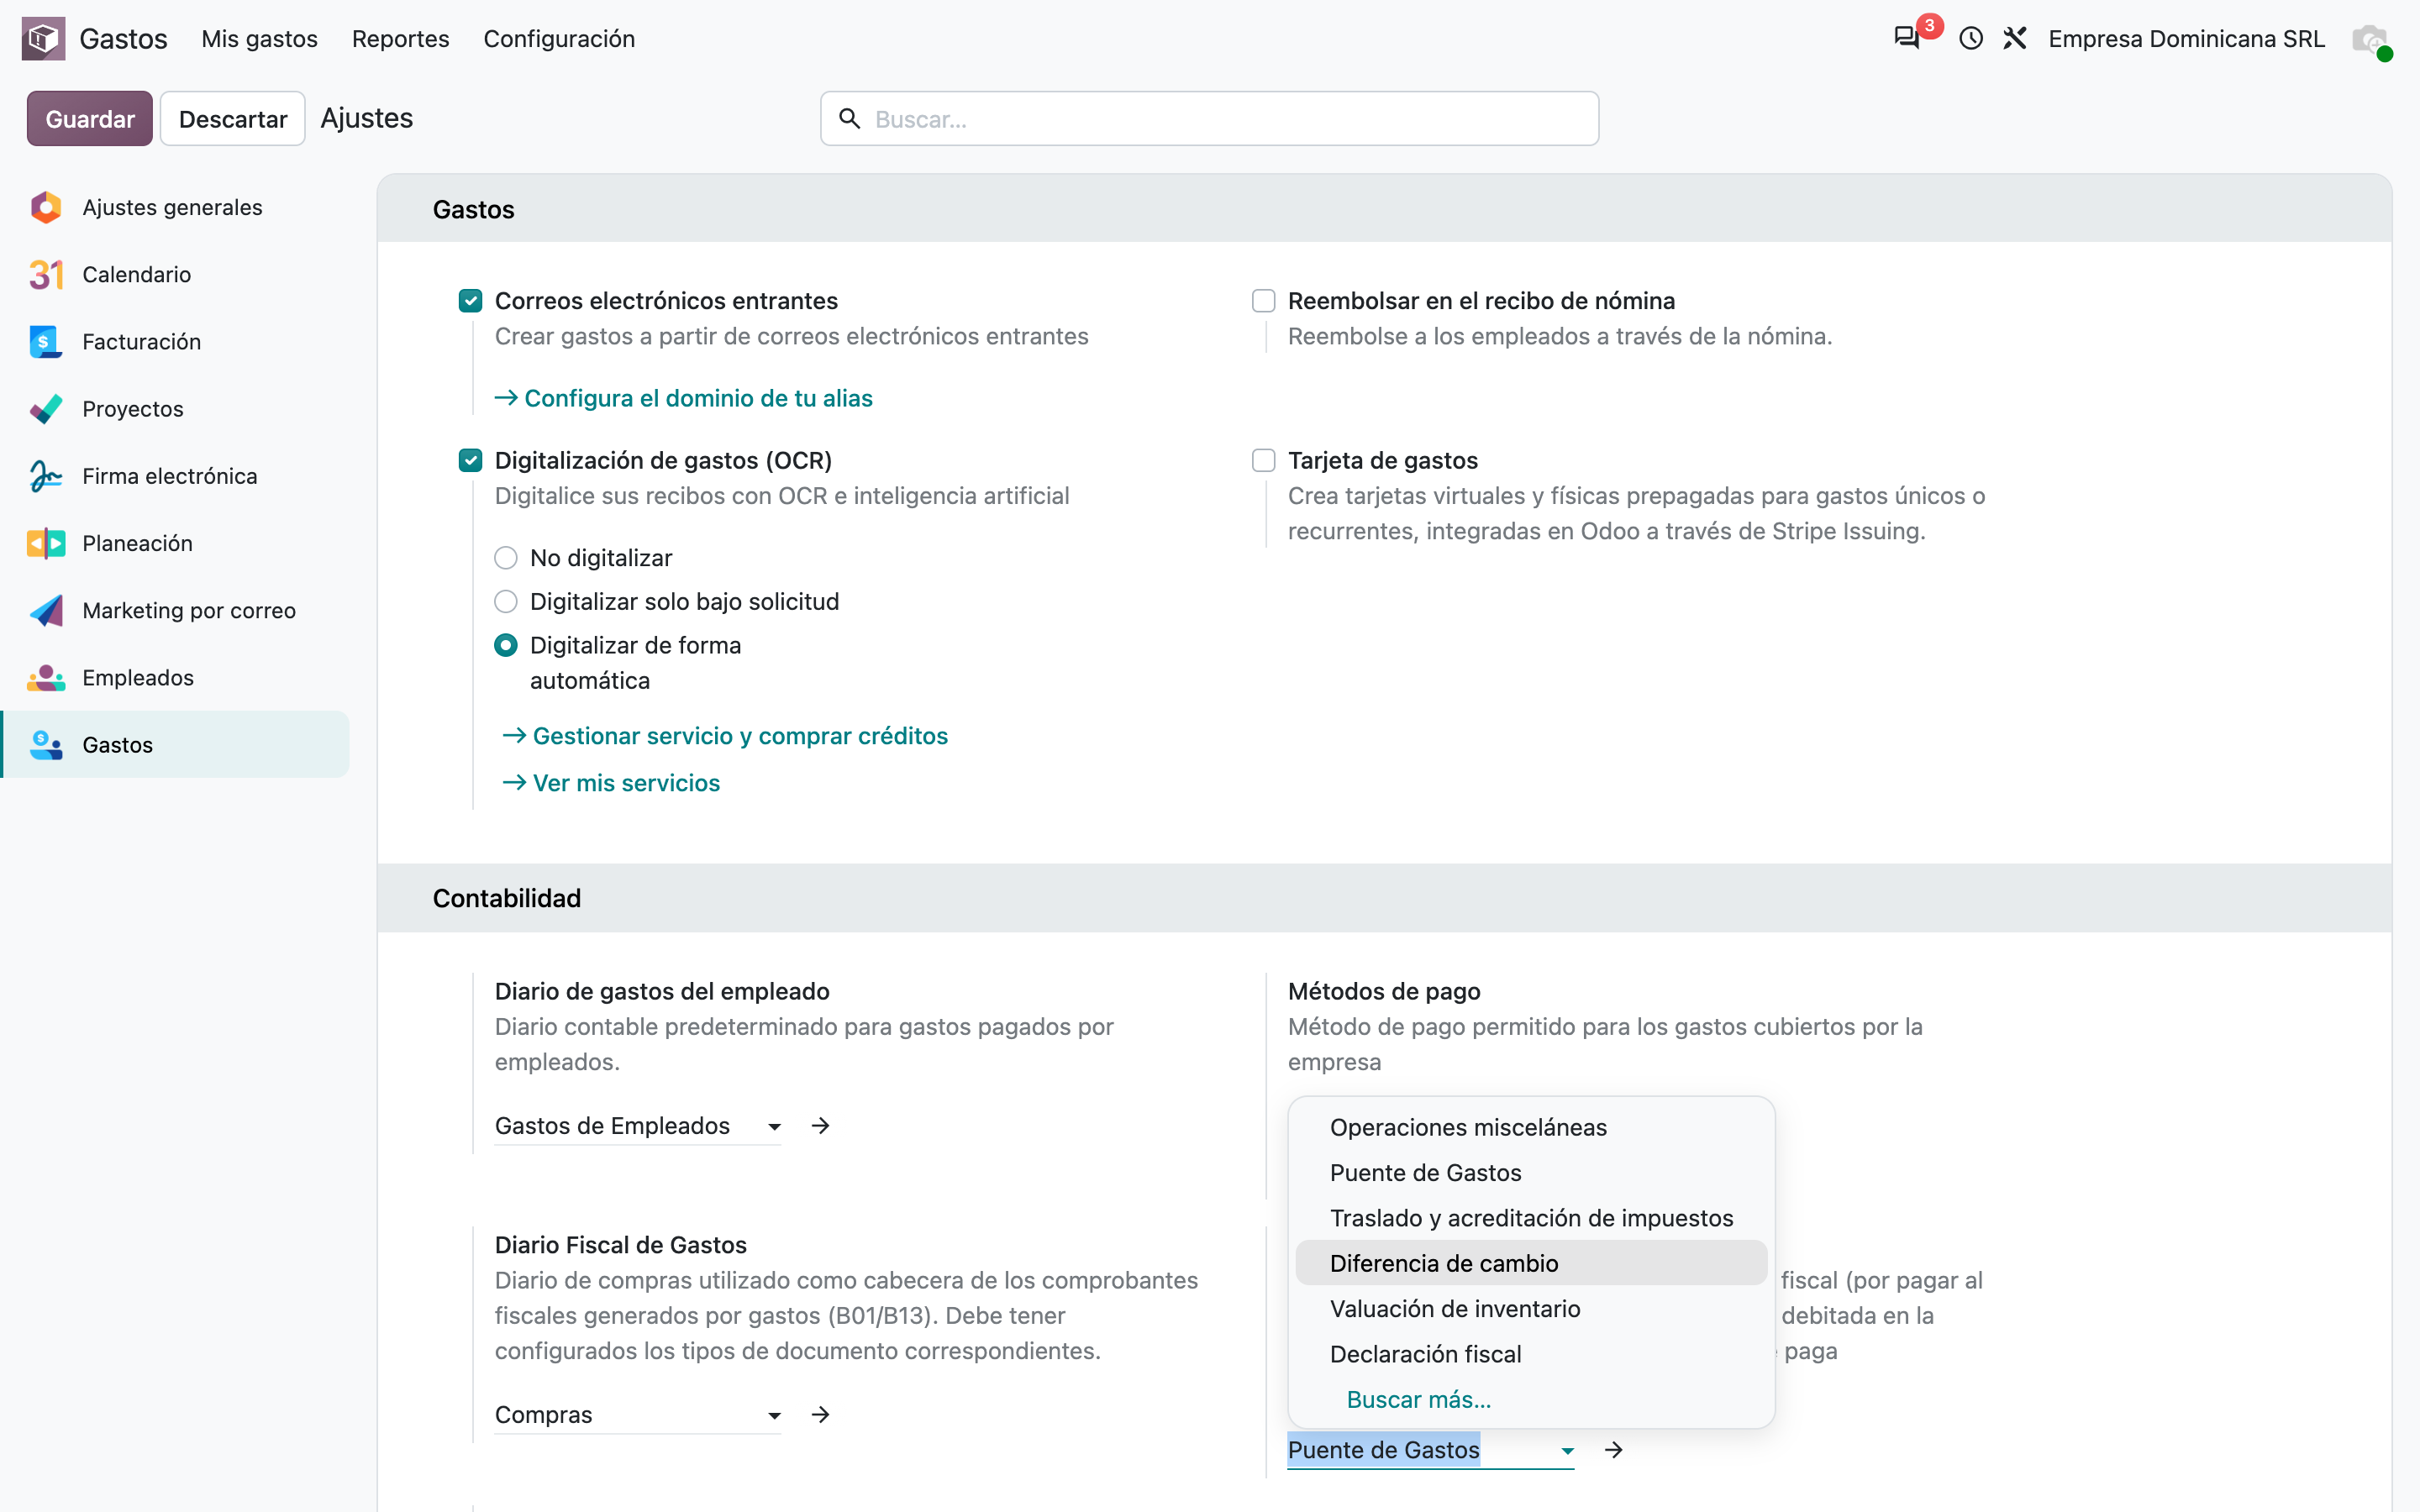 Gastos Mis gastos Reportes Configuración 3 Empresa Dominicana SRL
Guardar Descartar Ajustes Buscar...
Ajustes generales
31 Calendario
Facturación
Proyectos
Firma electrónica
Planeación
Marketing por correo
Empleados
Gastos
Gastos
Correos electrónicos entrantes
Crear gastos a partir de correos electrónicos entrantes
→ Configura el dominio de tu alias
Reembolsar en el recibo de nómina
Reembolse a los empleados a través de la nómina.
Digitalización de gastos (OCR)
Digitalice sus recibos con OCR e inteligencia artificial
No digitalizar
Digitalizar solo bajo solicitud
Digitalizar de forma
automática
→ Gestionar servicio y comprar créditos
→ Ver mis servicios
Tarjeta de gastos
Crea tarjetas virtuales y físicas prepagadas para gastos únicos o
recurrentes, integradas en Odoo a través de Stripe Issuing.
Contabilidad
Diario de gastos del empleado
Diario contable predeterminado para gastos pagados por
empleados.
Gastos de Empleados →
Métodos de pago
Método de pago permitido para los gastos cubiertos por la
empresa
Diario Fiscal de Gastos
Diario de compras utilizado como cabecera de los comprobantes
fiscales generados por gastos (B01/B13). Debe tener
configurados los tipos de documento correspondientes.
Compras →
Operaciones misceláneas
Puente de Gastos
Traslado y acreditación de impuestos
Diferencia de cambio
Valuación de inventario
Declaración fiscal
Buscar más...
fiscal (por pagar al
debitada en la
paga
Puente de Gastos →